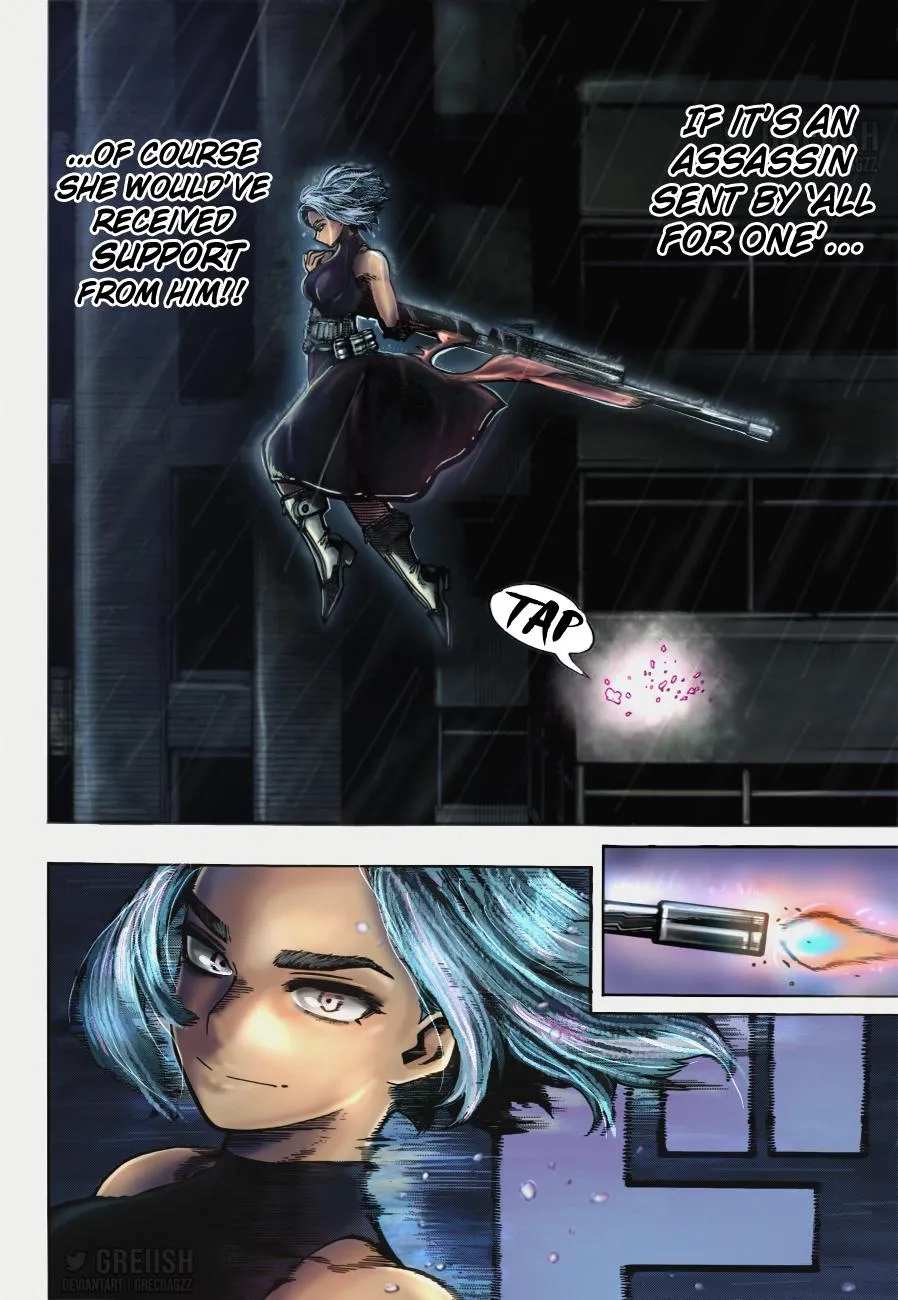 IF IT'S AN
ASSASSIN
SENT BY 'ALL
FOR ONE'...
...OF COURSE
SHE WOULD'VE
RECEIVED
SUPPORT
FROM HIM!!
TAP
GREIISH
DEVIANTART | GRECIIASZZ